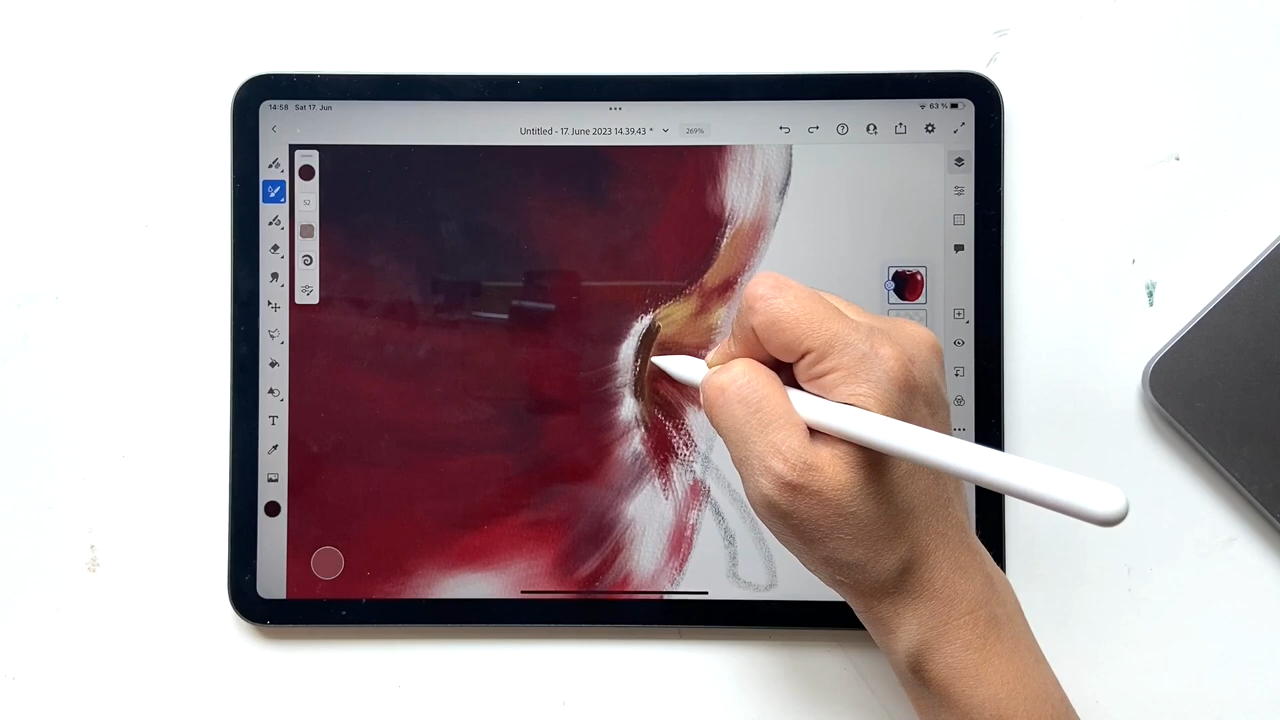 14:58 Sat 17. Jun
63 %
Untitled - 17. June 2023 14.39.43 *
269%
52
T